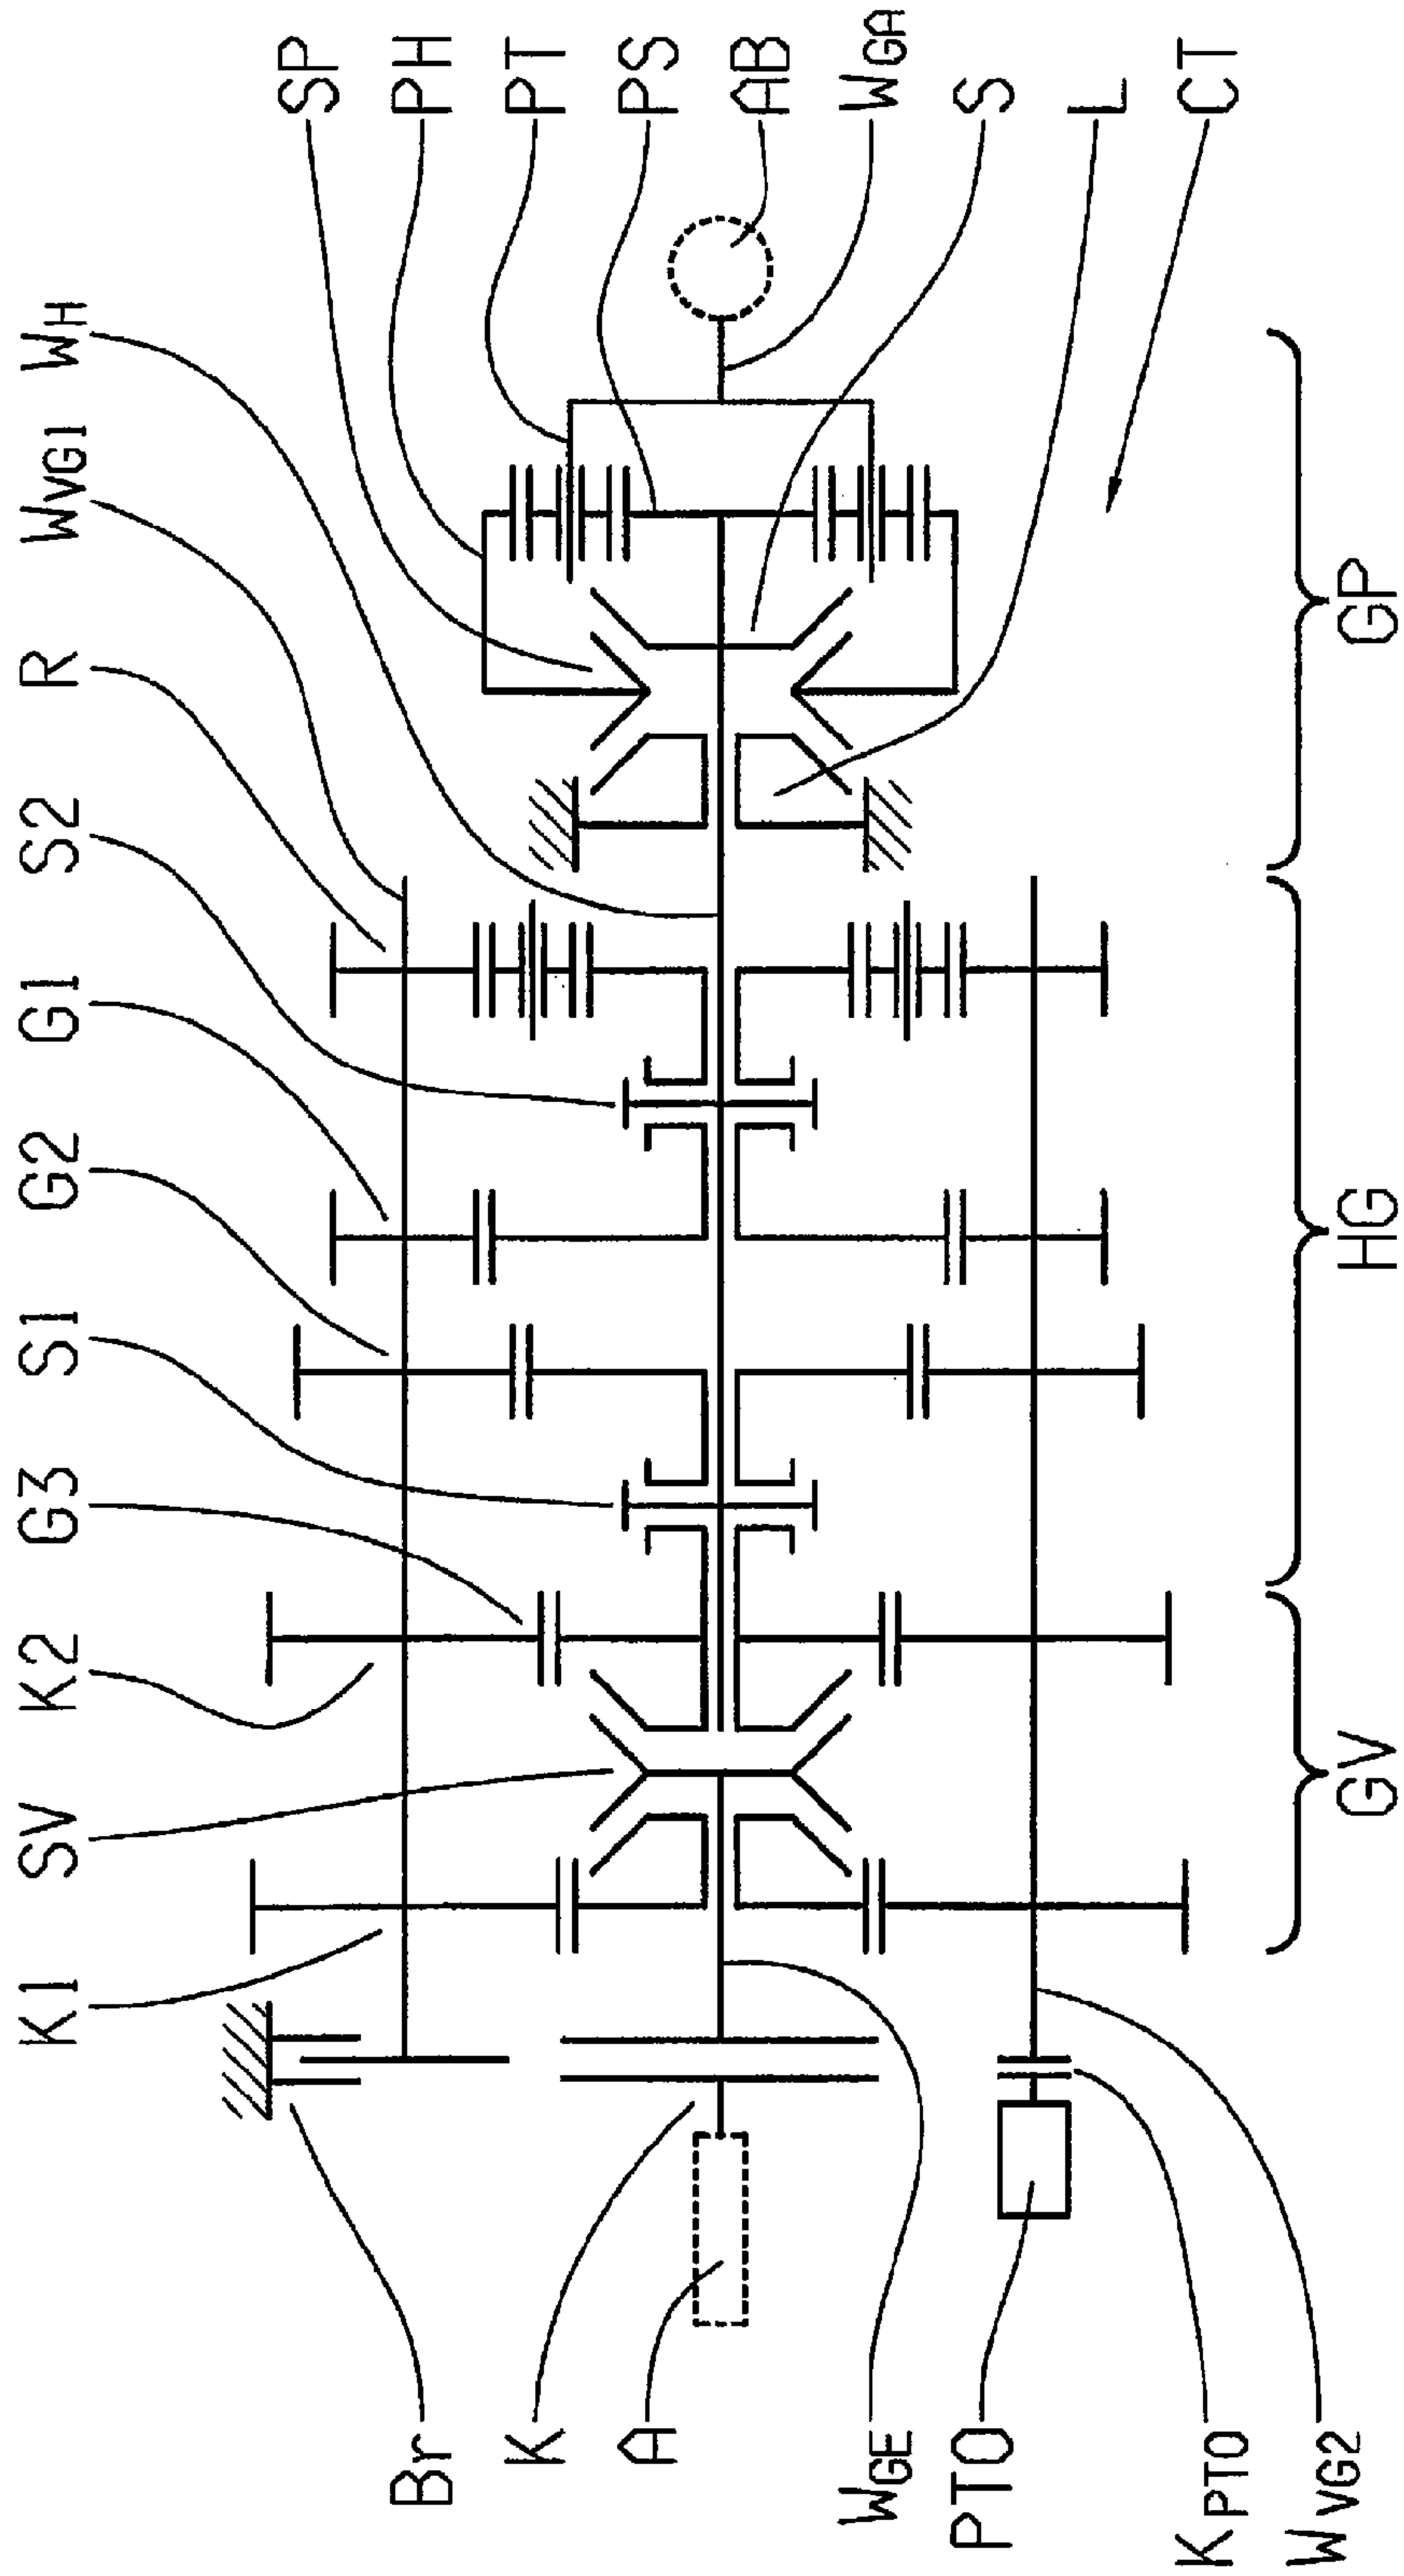 K1 SV K2 G3 S1 G2 G1 S2 R WVG1 WH
SP
PH
PT
PS
AB
WGA
S
L
CT
Br
K
A
WGE
PTO
KPTO
WVG2
GV HG GP